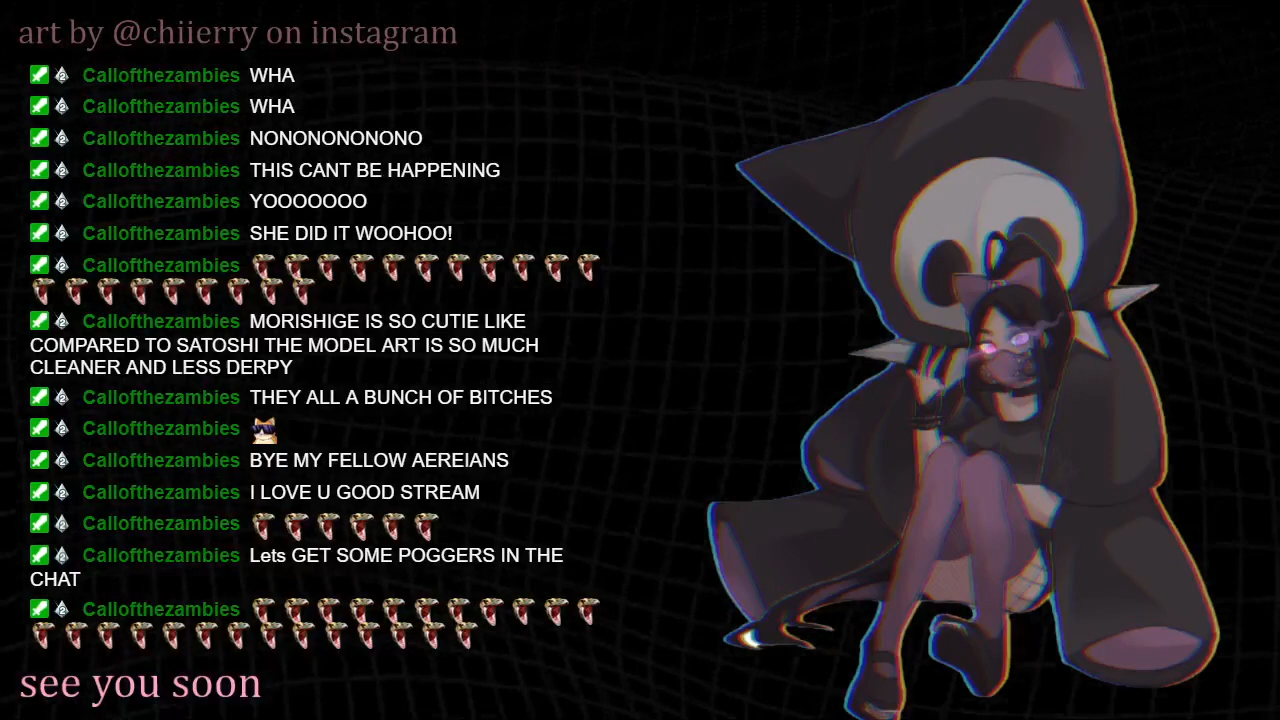 art by @chiierry on instagram
Callofthezambies WHA
Callofthezambies WHA
Callofthezambies NONONONONONO
Callofthezambies THIS CANT BE HAPPENING
Callofthezambies YOOOOOOO
Callofthezambies SHE DID IT WOOHOO!
Callofthezambies
Callofthezambies MORISHIGE IS SO CUTIE LIKE
COMPARED TO SATOSHI THE MODEL ART IS SO MUCH
CLEANER AND LESS DERPY
Callofthezambies THEY ALL A BUNCH OF BITCHES
Callofthezambies
Callofthezambies BYE MY FELLOW AEREIANS
Callofthezambies I LOVE U GOOD STREAM
Callofthezambies
Callofthezambies Lets GET SOME POGGERS IN THE
CHAT
Callofthezambies
see you soon